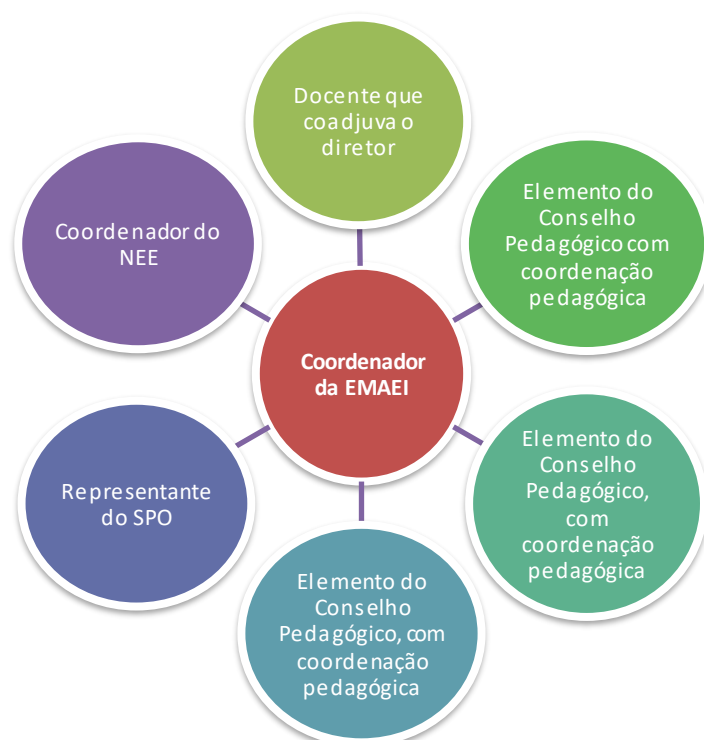 Docente que
coadjuva o
diretor
Elemento do
Conselho
Pedagógico com
coordenação
pedagógica
Coordenador do
NEE
Coordenador
da EMAEI
Elemento do
Conselho
Pedagógico,
com
coordenação
pedagógica
Representante
do SPO
Elemento do
Conselho
Pedagógico, com
coordenação
pedagógica